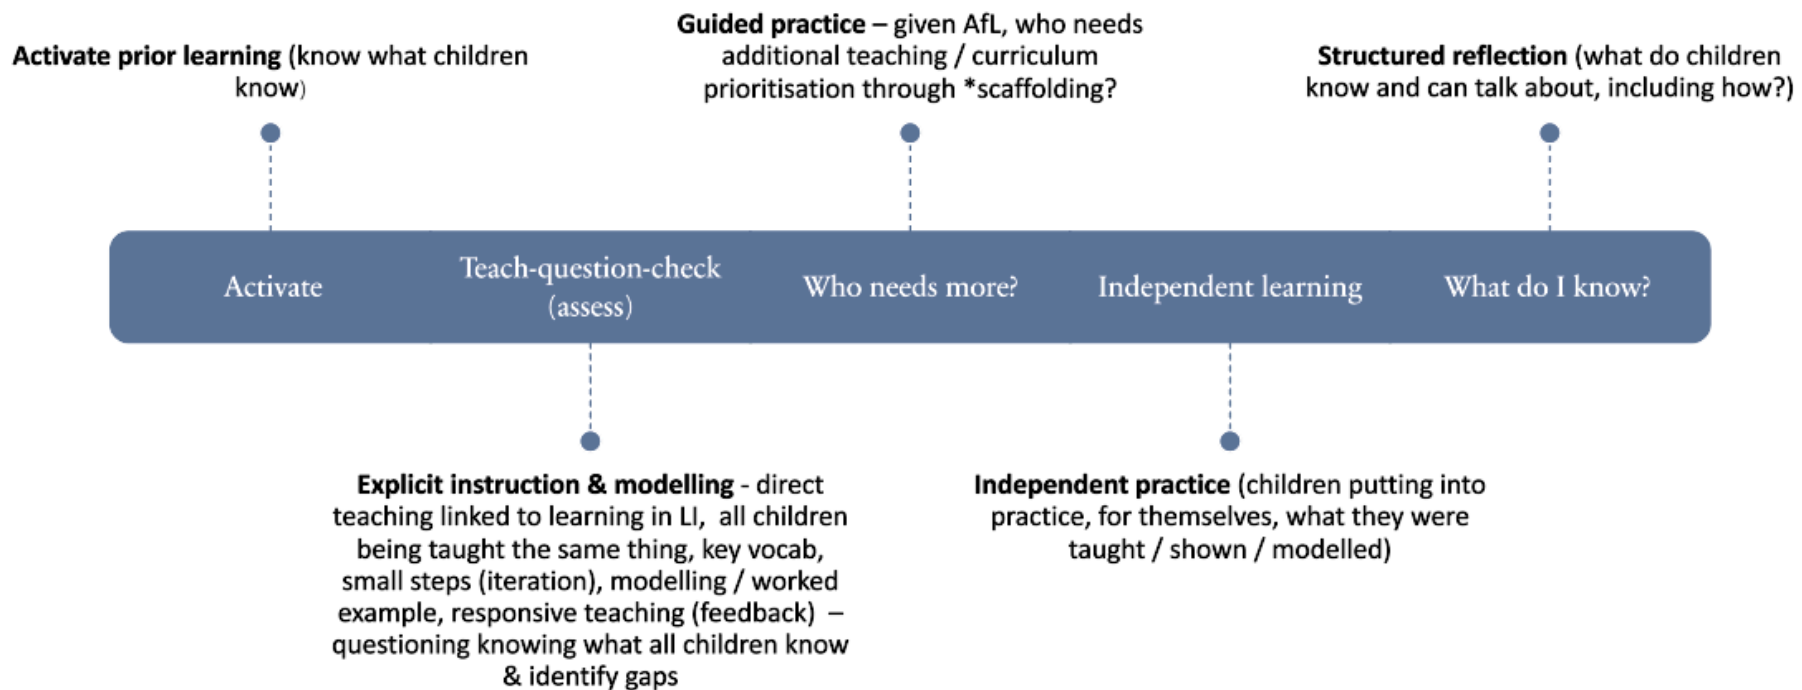 Activate prior learning (know what children
know)
Guided practice – given AfL, who needs
additional teaching / curriculum
prioritisation through *scaffolding?
Structured reflection (what do children
know and can talk about, including how?)
Activate
Teach-question-check
(assess)
Who needs more?
Independent learning
What do I know?
Explicit instruction & modelling - direct
teaching linked to learning in LI,  all children
being taught the same thing, key vocab,
small steps (iteration), modelling / worked
example, responsive teaching (feedback)  –
questioning knowing what all children know
& identify gaps
Independent practice (children putting into
practice, for themselves, what they were
taught / shown / modelled)